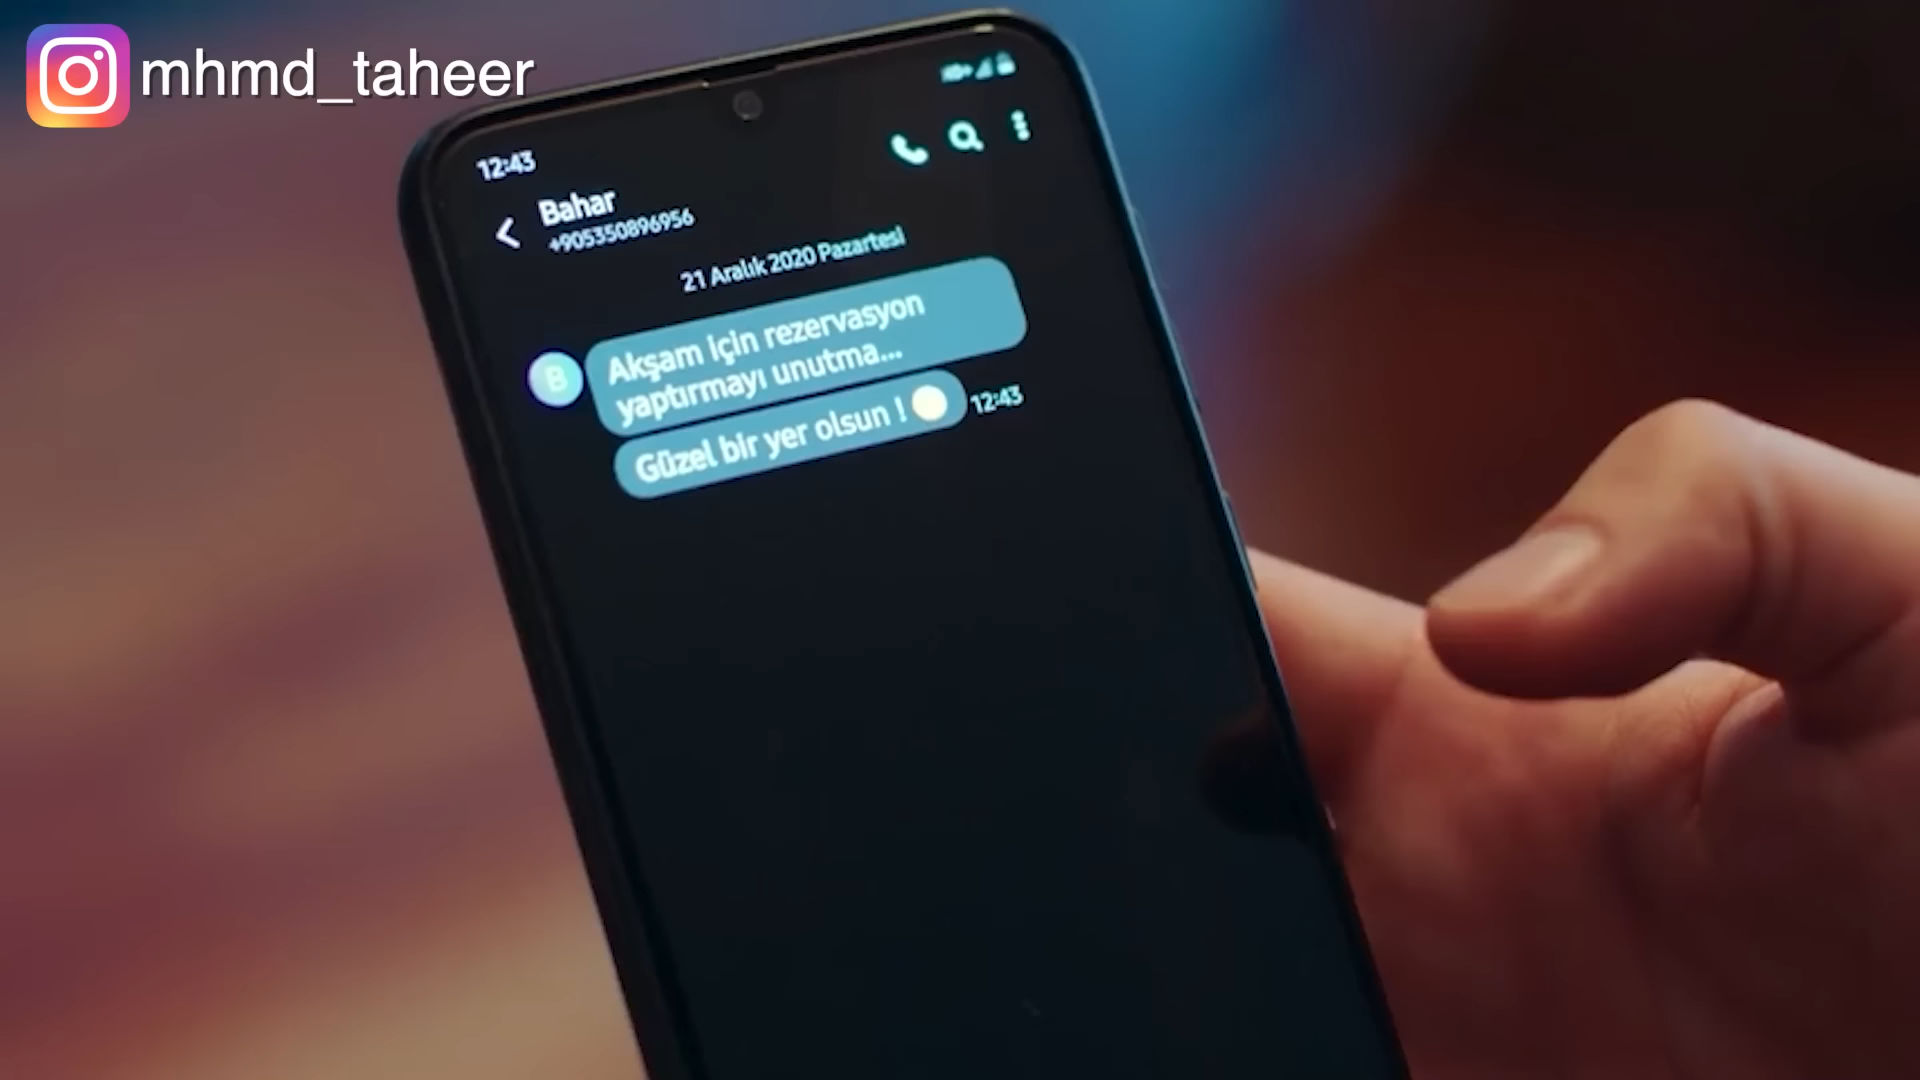 mhmd_taheer
12:43
Bahar
+905350896956
21 Aralık 2020 Pazartesi
Akşam için rezervasyon
yaptırmayı unutma...
B
Güzel bir yer olsun !
12:43